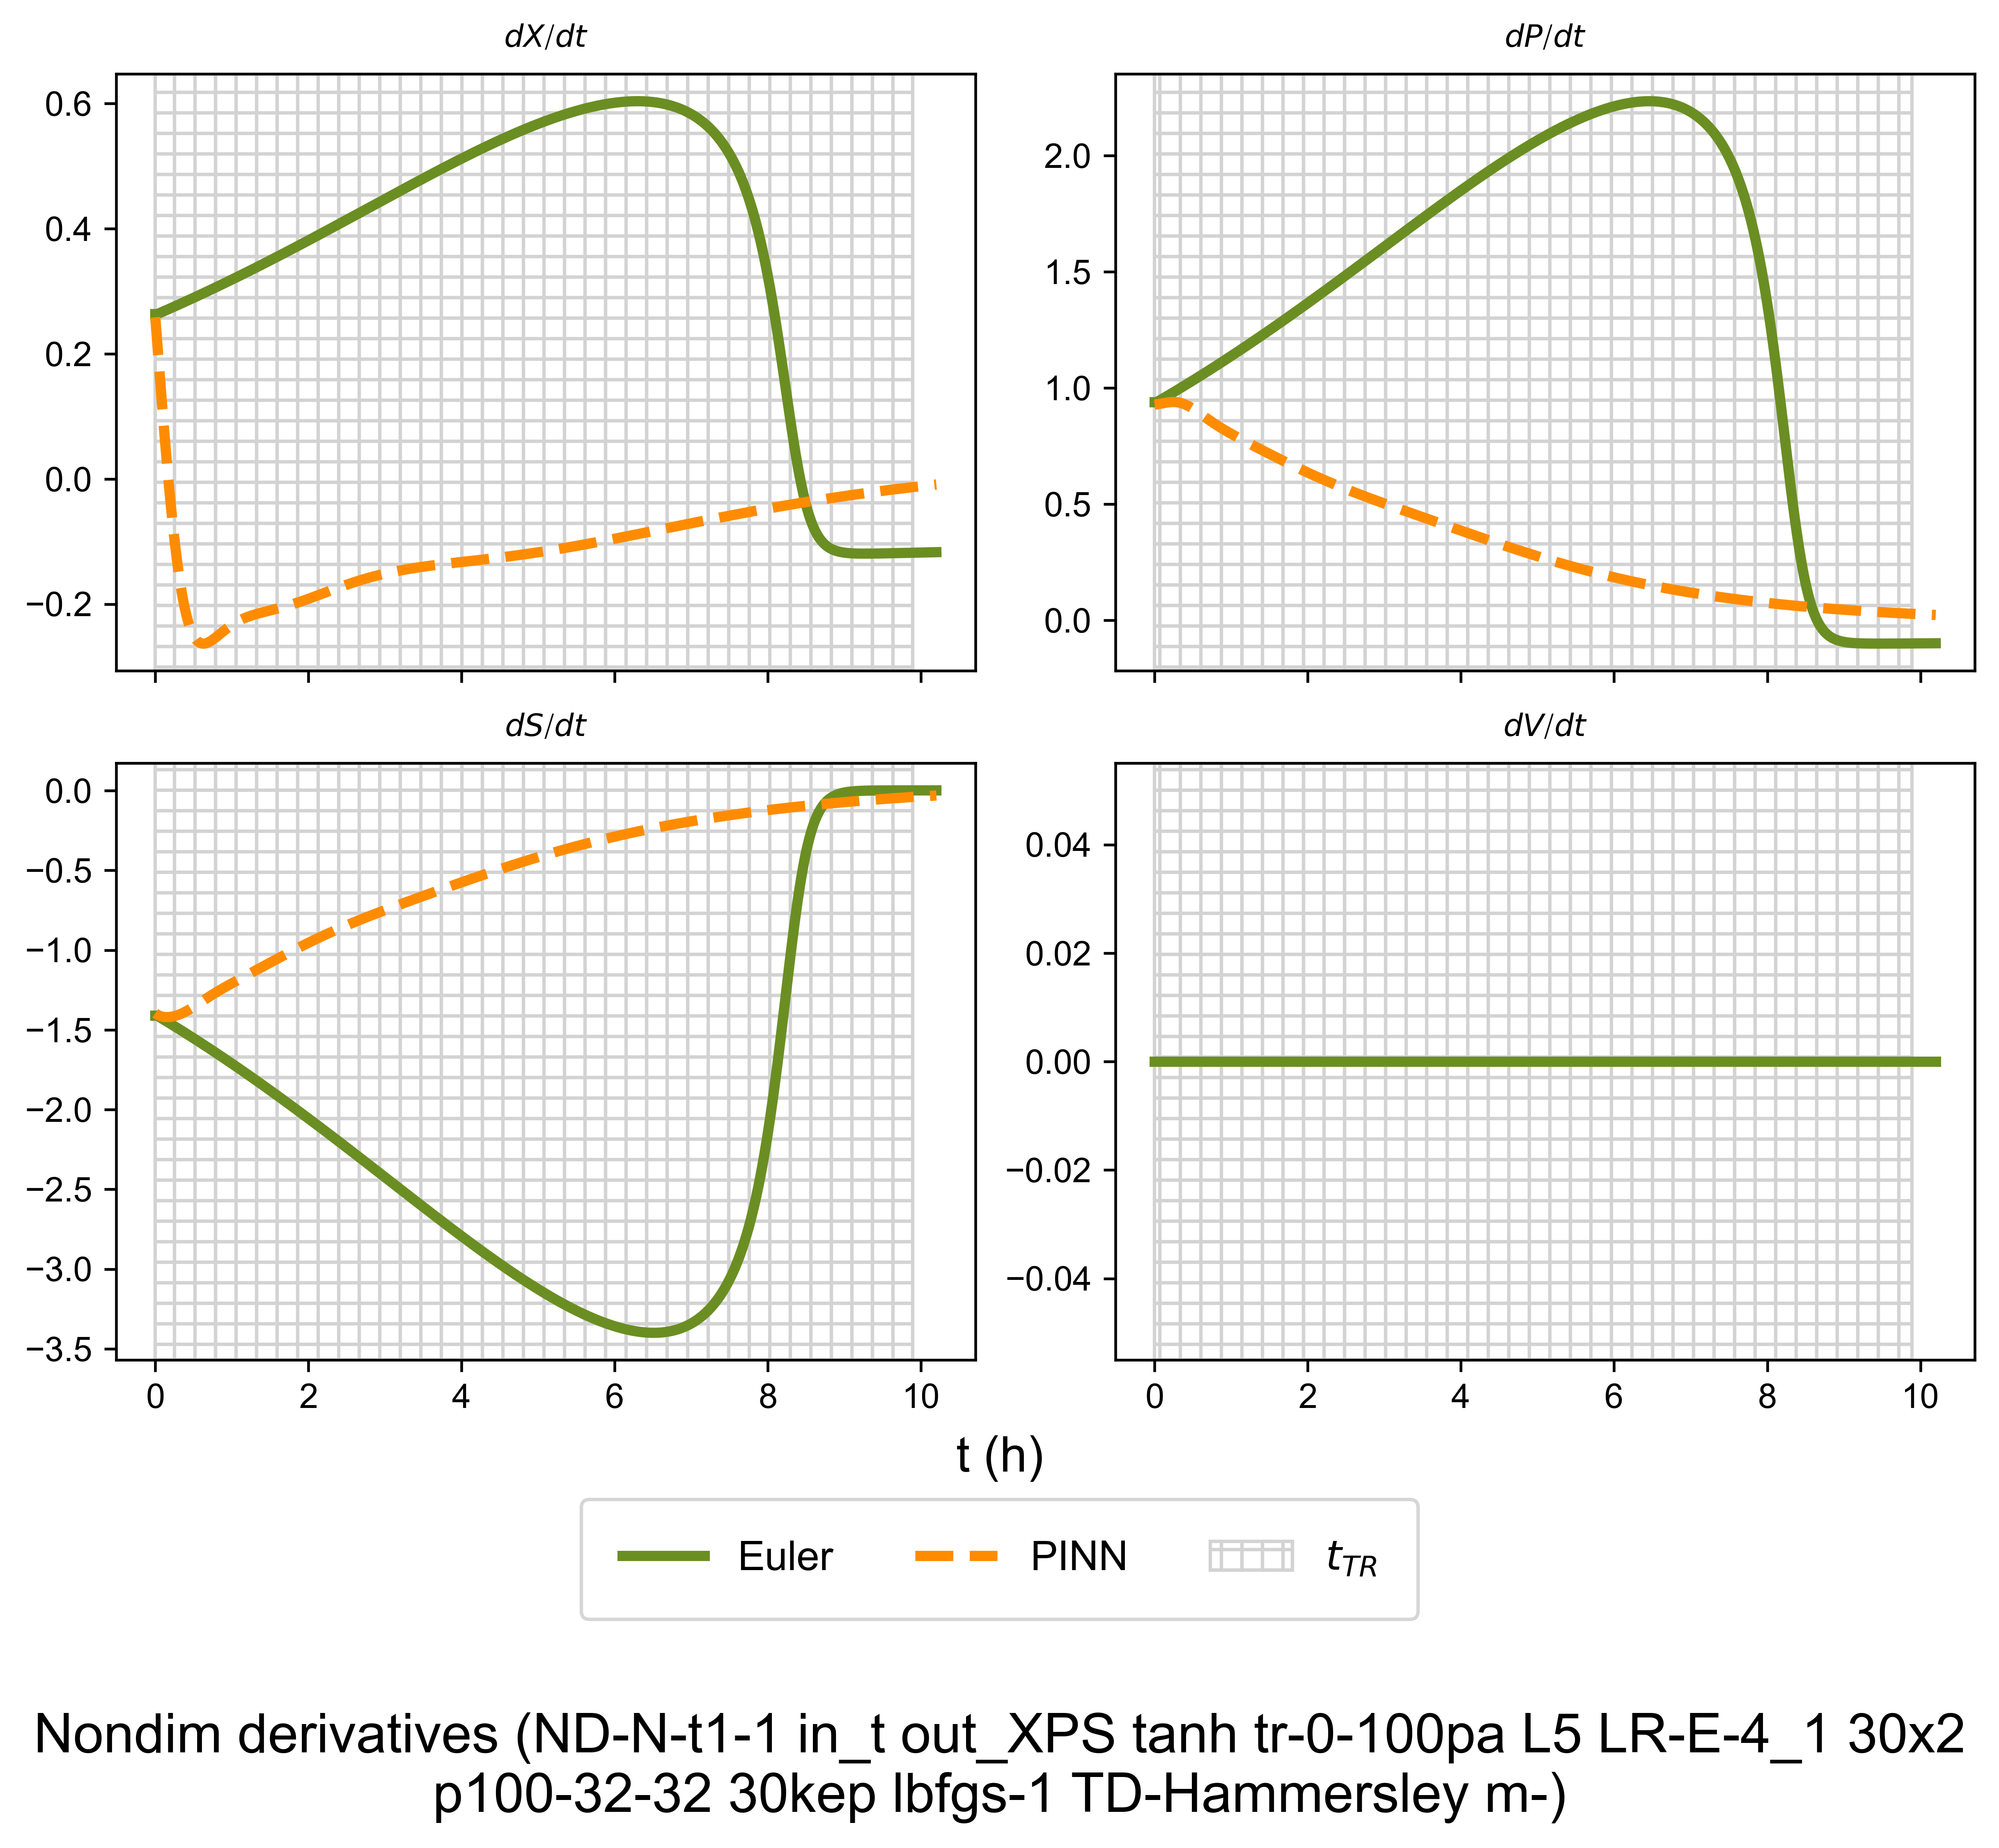 dX/dt
dP/dt
0.6
0.4
0.2
0.0
−0.2
2.0
1.5
1.0
0.5
0.0
dS/dt
dV/dt
0.0
−0.5
−1.0
−1.5
−2.0
−2.5
−3.0
−3.5
0.04
0.02
0.00
−0.02
−0.04
0 2 4 6 8 10
0 2 4 6 8 10
t (h)
Euler PINN t_TR
Nondim derivatives (ND-N-t1-1 in_t out_XPS tanh tr-0-100pa L5 LR-E-4_1 30x2
p100-32-32 30kep lbfgs-1 TD-Hammersley m-)